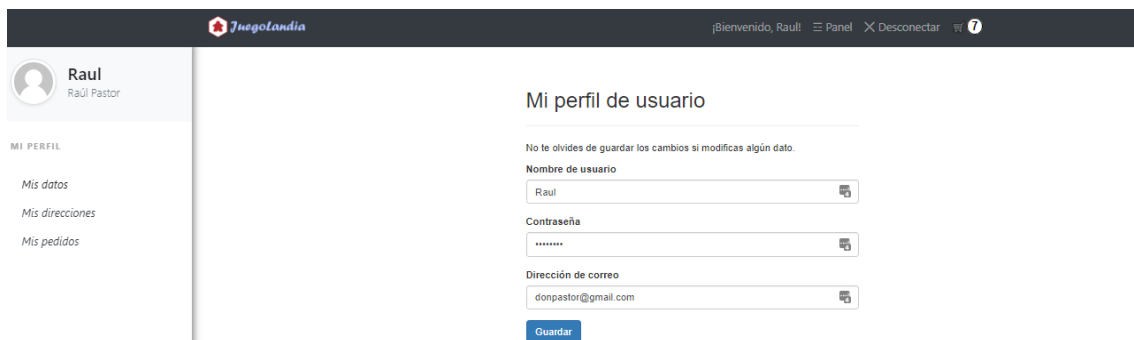 Juegolandia
¡Bienvenido, Raul! Panel Desconectar 7
Raul
Raúl Pastor
MI PERFIL
Mis datos
Mis direcciones
Mis pedidos
Mi perfil de usuario
No te olvides de guardar los cambios si modificas algún dato.
Nombre de usuario
Raul
Contraseña
••••••••
Dirección de correo
donpastor@gmail.com
Guardar